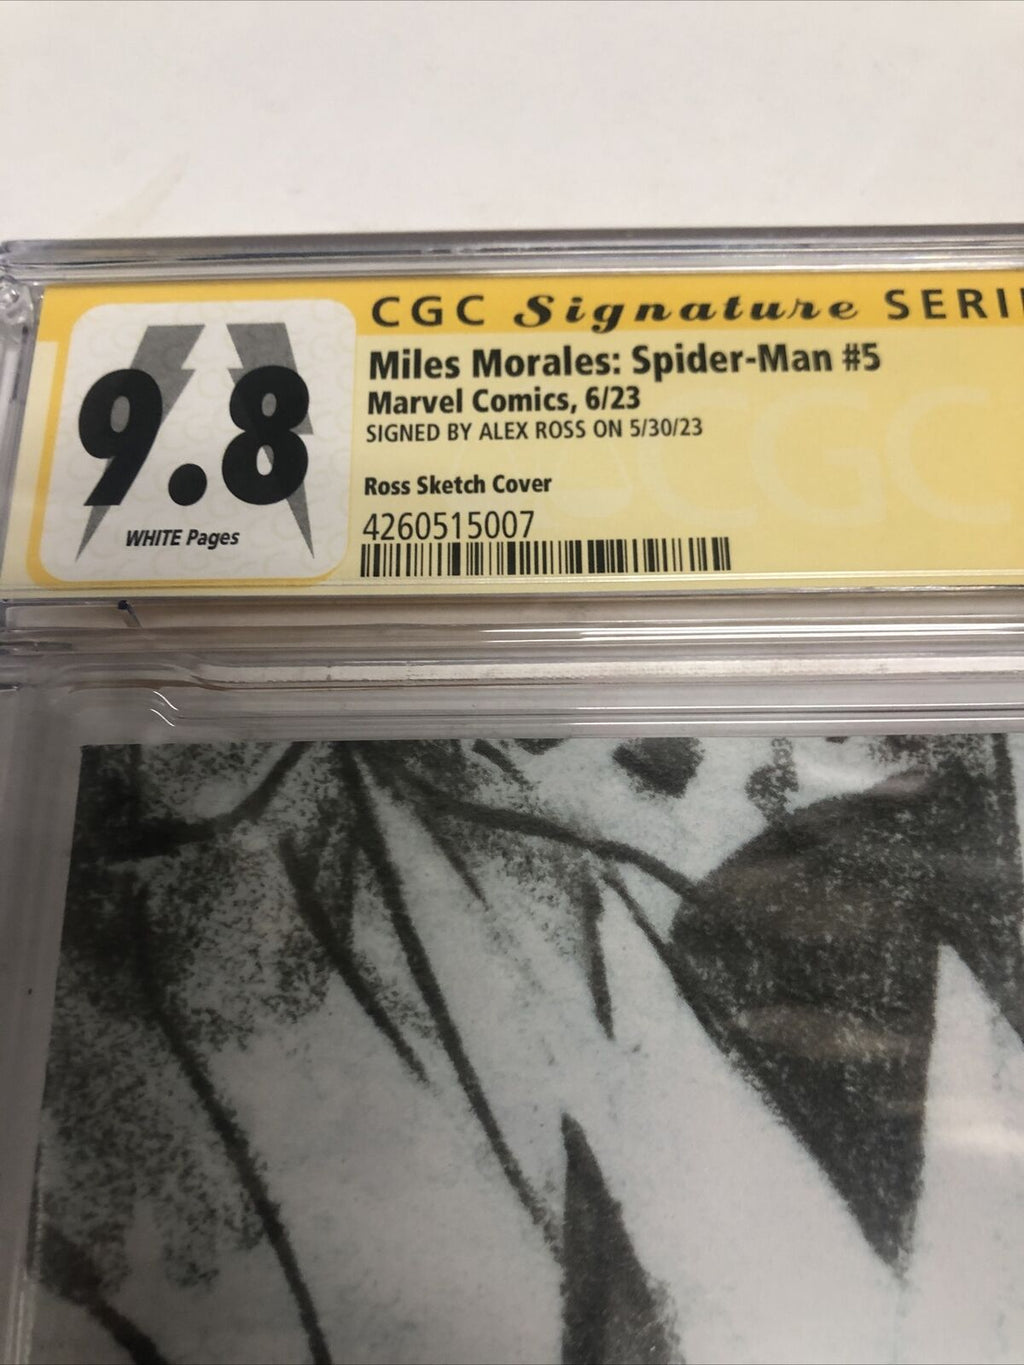 CGC Signature SERI
Miles Morales: Spider-Man #5
Marvel Comics, 6/23
SIGNED BY ALEX ROSS ON 5/30/23
Ross Sketch Cover
4260515007
9.8
WHITE Pages
CGC